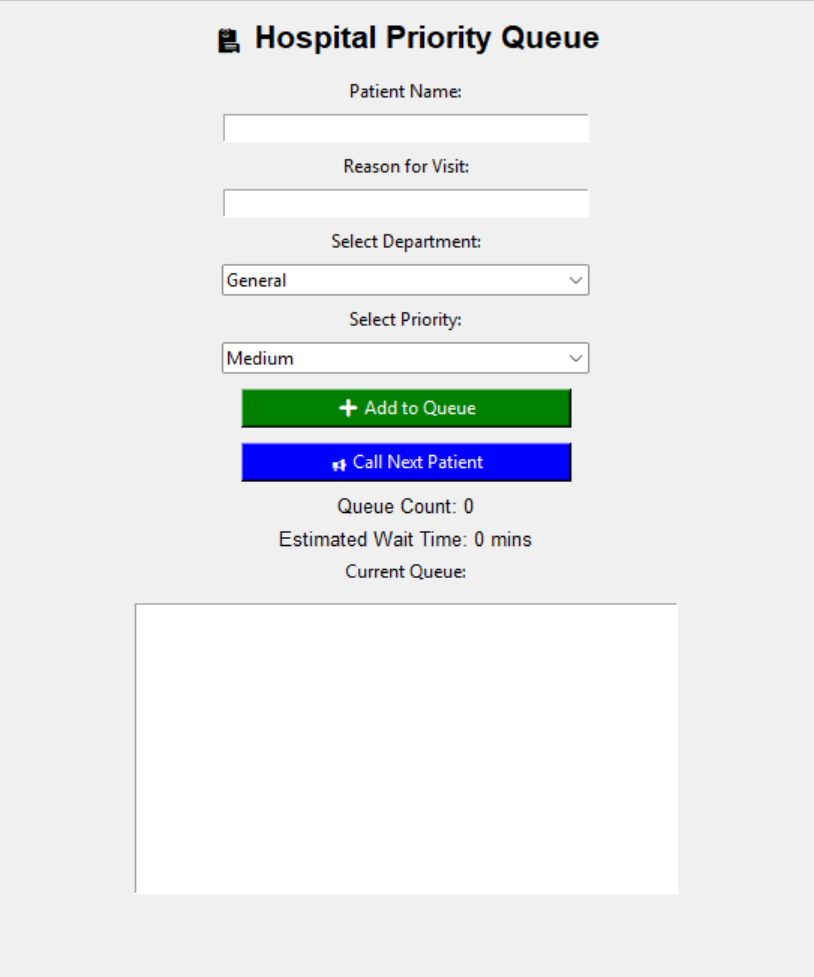 Hospital Priority Queue
Patient Name:
Reason for Visit:
Select Department:
General
Select Priority:
Medium
Add to Queue
Call Next Patient
Queue Count: 0
Estimated Wait Time: 0 mins
Current Queue: